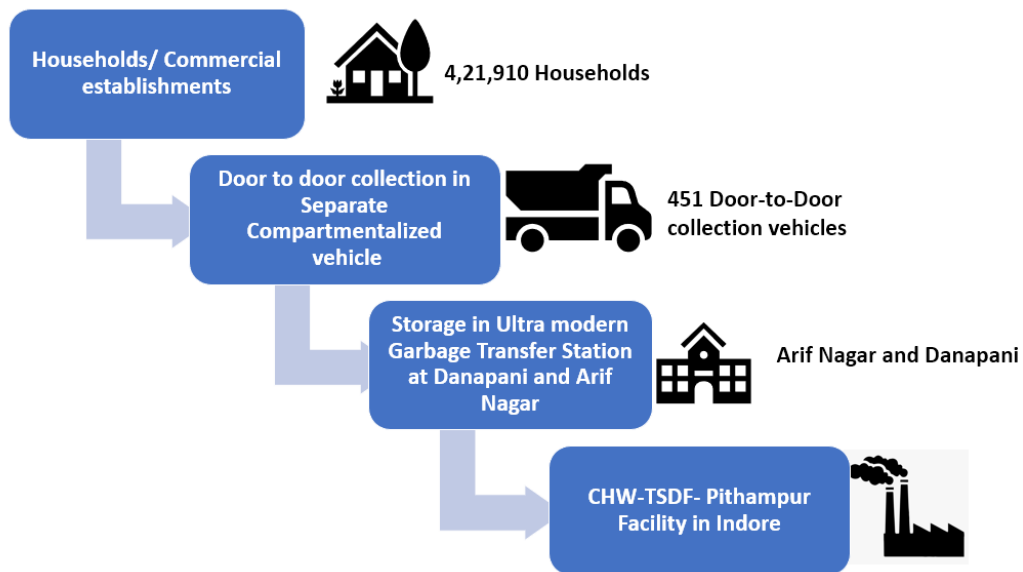 Households/ Commercial
establishments
4,21,910 Households
Door to door collection in
Separate
Compartmentalized
vehicle
451 Door-to-Door
collection vehicles
Storage in Ultra modern
Garbage Transfer Station
at Danapani and Arif
Nagar
Arif Nagar and Danapani
CHW-TSDF- Pithampur
Facility in Indore